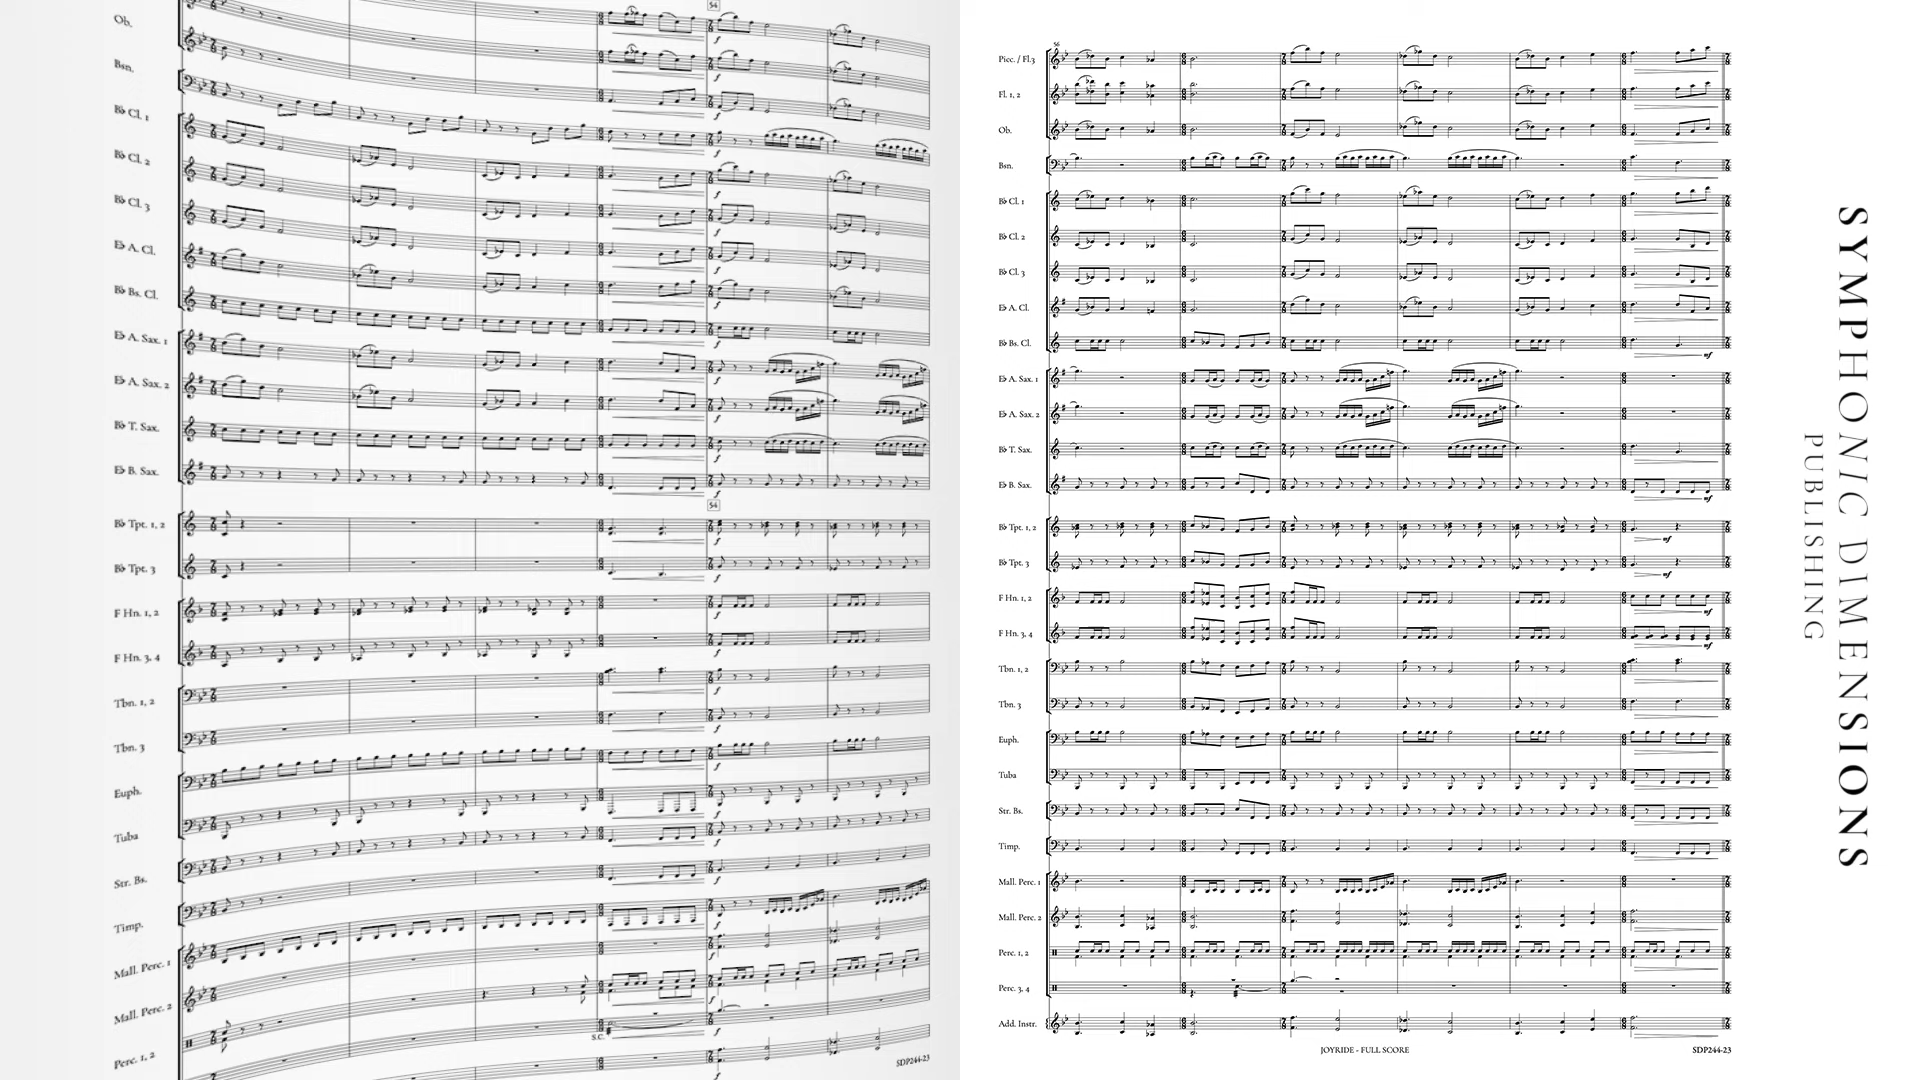 54
Ob.
Bsn.
B♭ Cl. 1
B♭ Cl. 2
B♭ Cl. 3
E♭ A. Cl.
B♭ Bs. Cl.
E♭ A. Sax. 1
E♭ A. Sax. 2
B♭ T. Sax.
E♭ B. Sax.
54
B♭ Tpt. 1, 2
B♭ Tpt. 3
F Hn. 1, 2
F Hn. 3, 4
Tbn. 1, 2
Tbn. 3
Euph.
Tuba
Str. Bs.
Timp.
Mall. Perc. 1
Mall. Perc. 2
S.C.
Perc. 1, 2
SDP244-23
56
Picc. / Fl.3
Fl. 1, 2
Ob.
Bsn.
B♭ Cl. 1
B♭ Cl. 2
B♭ Cl. 3
E♭ A. Cl.
B♭ Bs. Cl.
mf
E♭ A. Sax. 1
E♭ A. Sax. 2
B♭ T. Sax.
E♭ B. Sax.
mf
B♭ Tpt. 1, 2
mf
B♭ Tpt. 3
mf
F Hn. 1, 2
mf
F Hn. 3, 4
mf
Tbn. 1, 2
Tbn. 3
Euph.
Tuba
Str. Bs.
Timp.
Mall. Perc. 1
Mall. Perc. 2
Perc. 1, 2
Perc. 3, 4
Add. Instr.
JOYRIDE - FULL SCORE
SDP244-23
SYMPHONIC DIMENSIONS
PUBLISHING